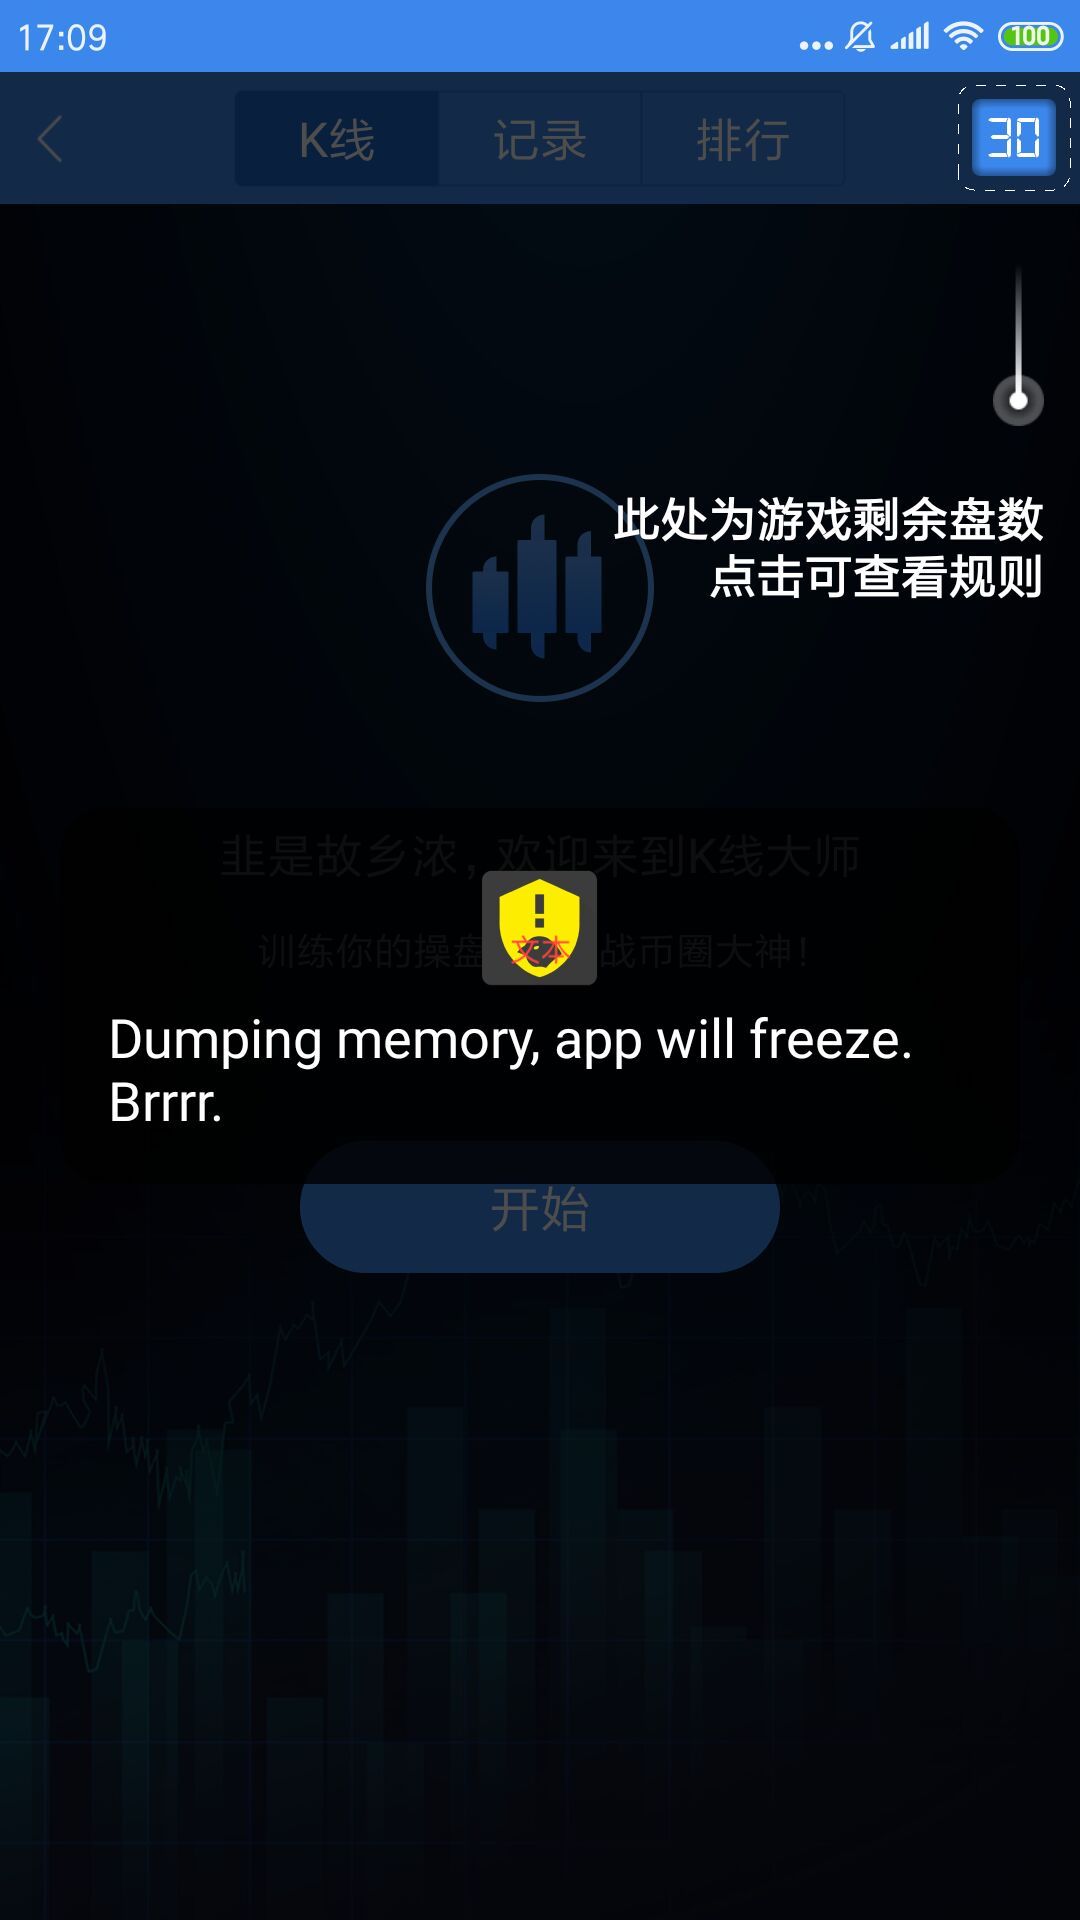 17:09
100
K线
记录
排行
30
此处为游戏剩余盘数
点击可查看规则
韭是故乡浓，欢迎来到K线大师
训练你的操盘
战币圈大神！
文本
Dumping memory, app will freeze.
Brrrr.
开始